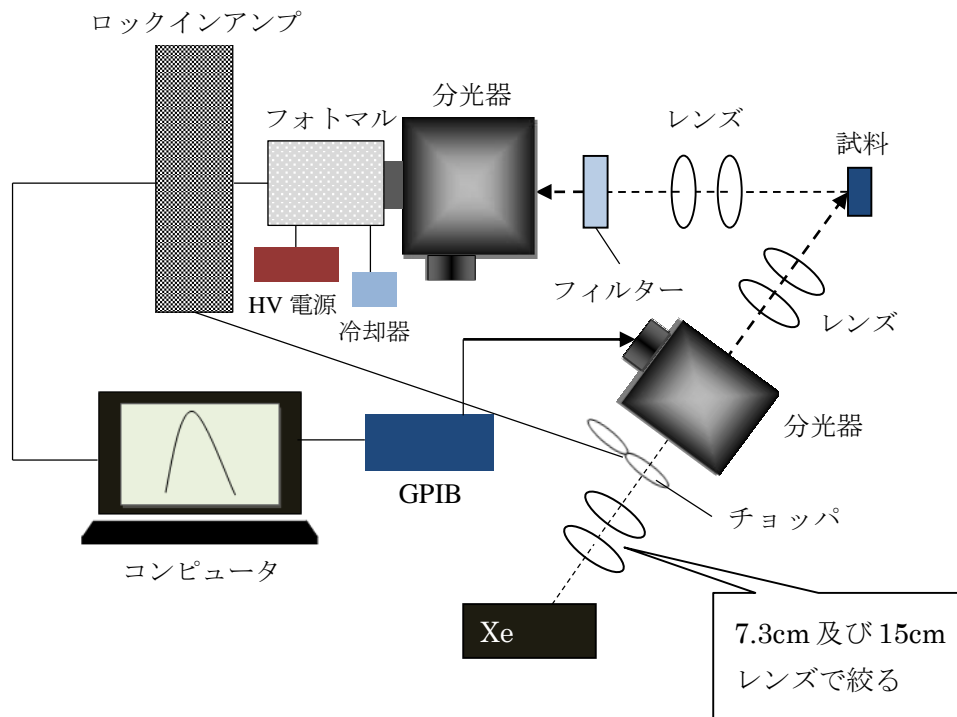 ロックインアンプ
分光器
フォトマル
レンズ
試料
HV 電源
冷却器
フィルター
レンズ
分光器
GPIB
チョッパ
コンピュータ
Xe
7.3cm 及び 15cm
レンズで絞る